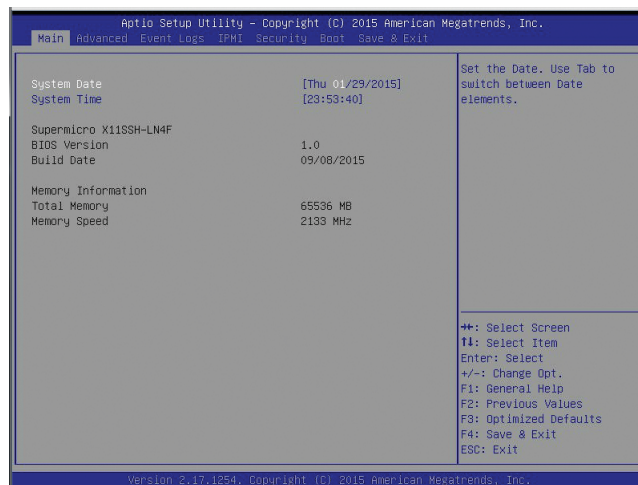 Aptio Setup Utility – Copyright (C) 2015 American Megatrends, Inc.
Main Advanced Event Logs IPMI Security Boot Save & Exit
System Date [Thu 01/29/2015]
System Time [23:53:40]
Supermicro X11SSH-LN4F
BIOS Version 1.0
Build Date 09/08/2015
Memory Information
Total Memory 65536 MB
Memory Speed 2133 MHz
Set the Date. Use Tab to
switch between Date
elements.
→←: Select Screen
↑↓: Select Item
Enter: Select
+/-: Change Opt.
F1: General Help
F2: Previous Values
F3: Optimized Defaults
F4: Save & Exit
ESC: Exit
Version 2.17.1254. Copyright (C) 2015 American Megatrends, Inc.